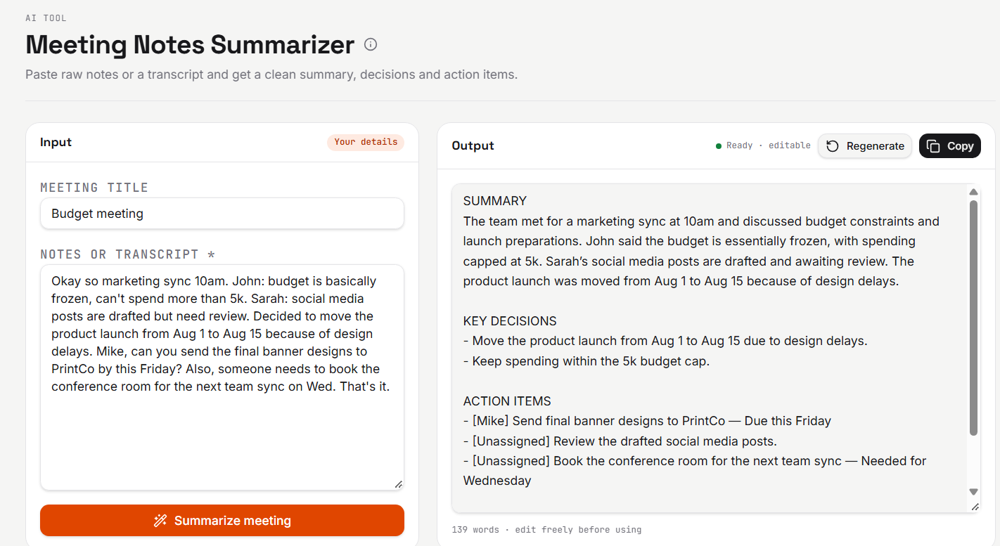 AI TOOL
Meeting Notes Summarizer
Paste raw notes or a transcript and get a clean summary, decisions and action items.
Input
Your details
MEETING TITLE
Budget meeting
NOTES OR TRANSCRIPT *
Okay so marketing sync 10am. John: budget is basically
frozen, can't spend more than 5k. Sarah: social media
posts are drafted but need review. Decided to move the
product launch from Aug 1 to Aug 15 because of design
delays. Mike, can you send the final banner designs to
PrintCo by this Friday? Also, someone needs to book the
conference room for the next team sync on Wed. That's it.
Summarize meeting
Output
Ready · editable
Regenerate
Copy
SUMMARY
The team met for a marketing sync at 10am and discussed budget constraints and
launch preparations. John said the budget is essentially frozen, with spending
capped at 5k. Sarah’s social media posts are drafted and awaiting review. The
product launch was moved from Aug 1 to Aug 15 because of design delays.
KEY DECISIONS
- Move the product launch from Aug 1 to Aug 15 due to design delays.
- Keep spending within the 5k budget cap.
ACTION ITEMS
- [Mike] Send final banner designs to PrintCo — Due this Friday
- [Unassigned] Review the drafted social media posts.
- [Unassigned] Book the conference room for the next team sync — Needed for
Wednesday
139 words · edit freely before using